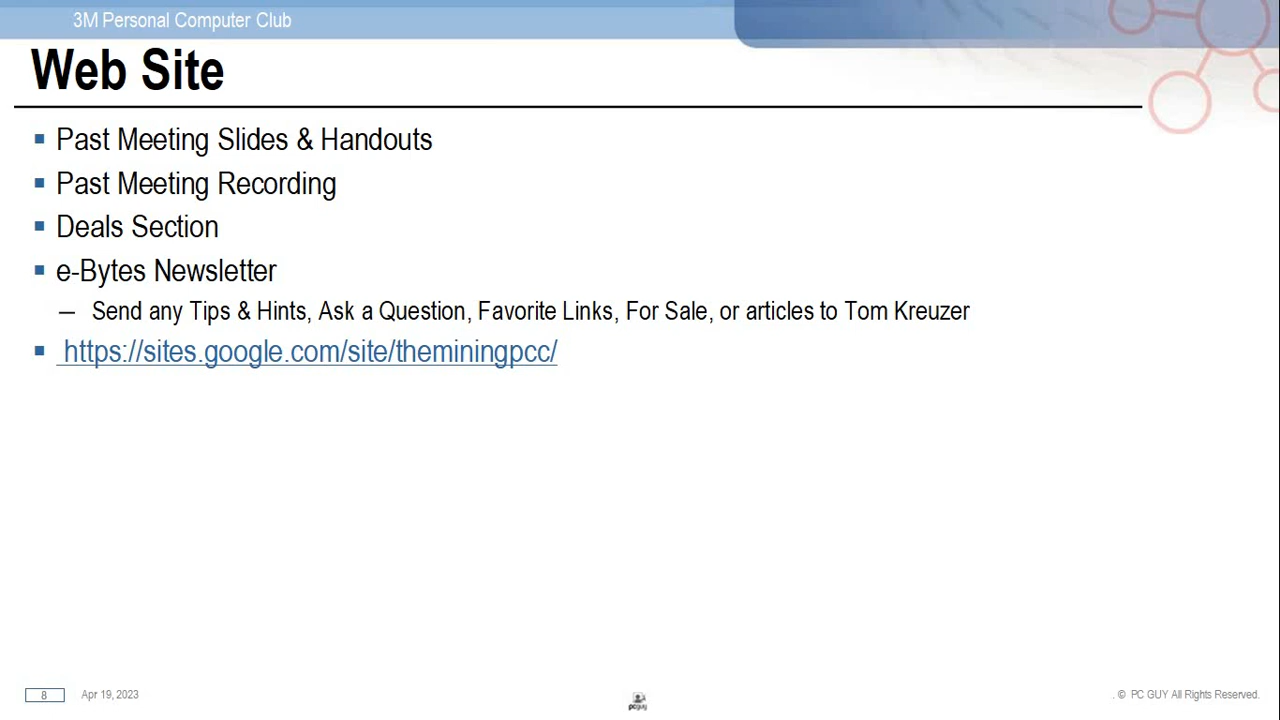 3M Personal Computer Club
Web Site
Past Meeting Slides & Handouts
Past Meeting Recording
Deals Section
e-Bytes Newsletter
— Send any Tips & Hints, Ask a Question, Favorite Links, For Sale, or articles to Tom Kreuzer
https://sites.google.com/site/theminingpcc/
8
Apr 19, 2023
pcguy
. © PC GUY All Rights Reserved.